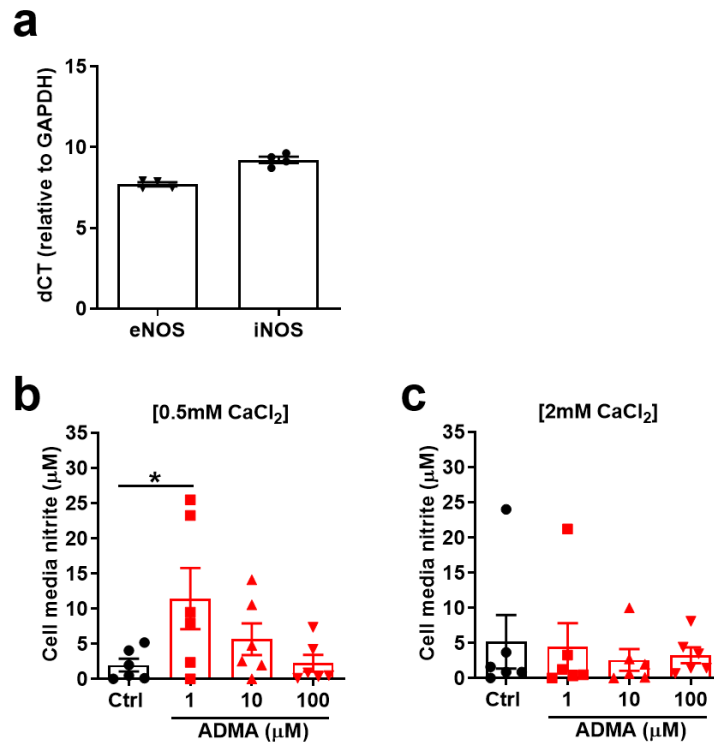 a
dCT (relative to GAPDH)
15
10
5
0
eNOS iNOS
b
[0.5mM CaCl₂]
Cell media nitrite (μM)
35
30
25
20
15
10
5
0
*
Ctrl 1 10 100
ADMA (μM)
c
[2mM CaCl₂]
Cell media nitrite (μM)
35
30
25
20
15
10
5
0
Ctrl 1 10 100
ADMA (μM)